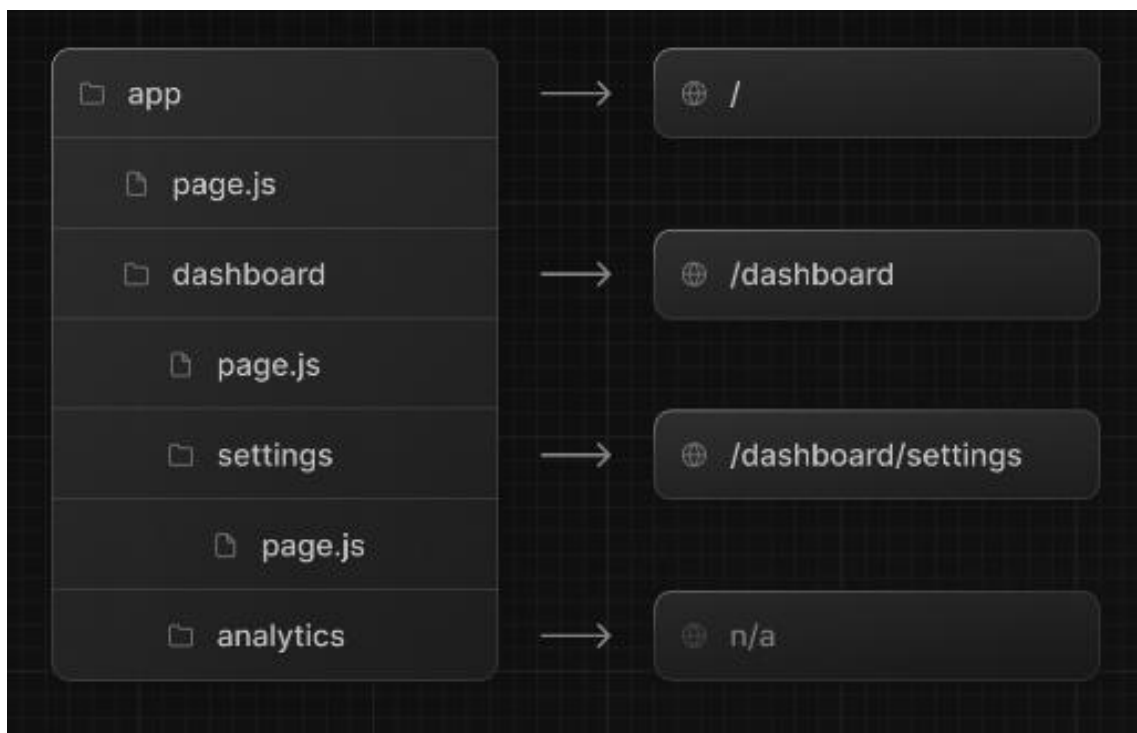 app
/
page.js
dashboard
/dashboard
page.js
settings
/dashboard/settings
page.js
analytics
n/a